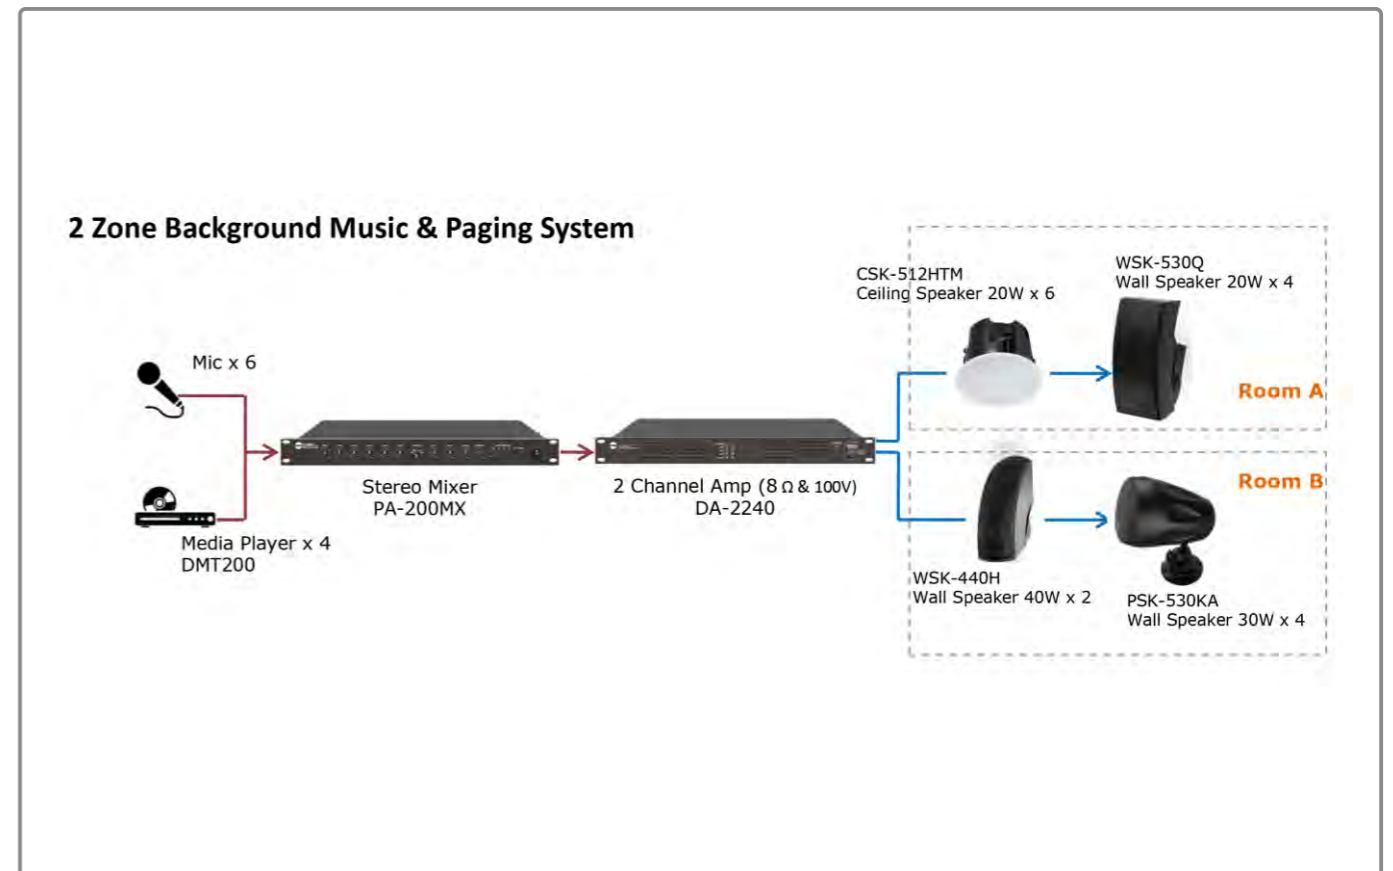 2 Zone Background Music & Paging System
CSK-512HTM
Ceiling Speaker 20W x 6
WSK-530Q
Wall Speaker 20W x 4
Mic x 6
Room A
Stereo Mixer
PA-200MX
2 Channel Amp (8 Ω & 100V)
DA-2240
Room B
Media Player x 4
DMT200
WSK-440H
Wall Speaker 40W x 2
PSK-530KA
Wall Speaker 30W x 4